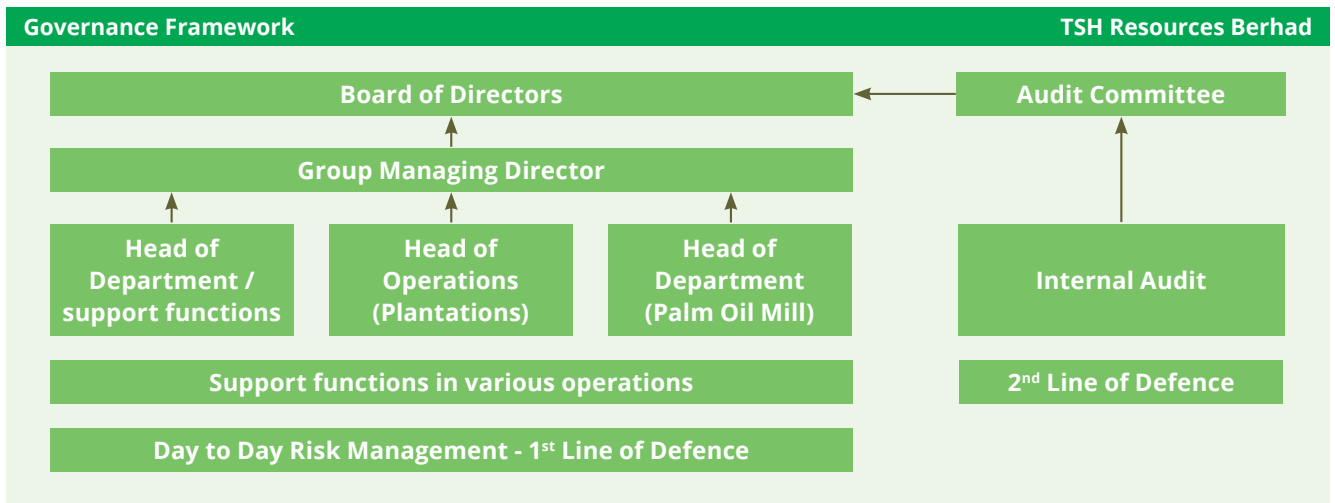 Governance Framework
TSH Resources Berhad
Board of Directors
Audit Committee
Group Managing Director
Head of
Department /
support functions
Head of
Operations
(Plantations)
Head of
Department
(Palm Oil Mill)
Internal Audit
Support functions in various operations
2nd Line of Defence
Day to Day Risk Management - 1st Line of Defence